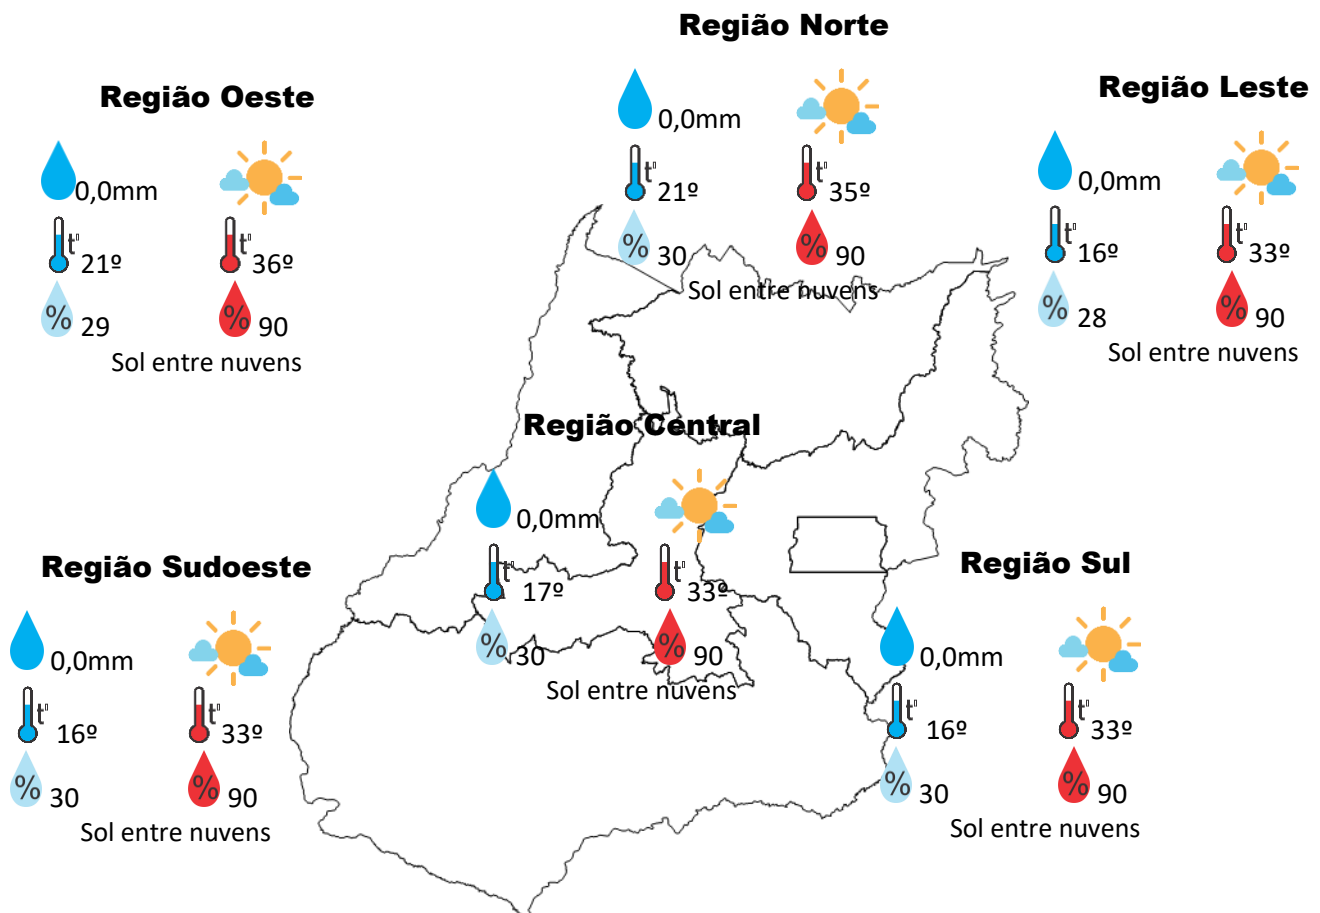 Região Norte
0,0mm
t°
21º
t°
35º
%
30
%
90
Sol entre nuvens
Região Oeste
0,0mm
t°
21º
t°
36º
%
29
%
90
Sol entre nuvens
Região Leste
0,0mm
t°
16º
t°
33º
%
28
%
90
Sol entre nuvens
Região Central
0,0mm
t°
17º
t°
33º
%
30
%
90
Sol entre nuvens
Região Sudoeste
0,0mm
t°
16º
t°
33º
%
30
%
90
Sol entre nuvens
Região Sul
0,0mm
t°
16º
t°
33º
%
30
%
90
Sol entre nuvens